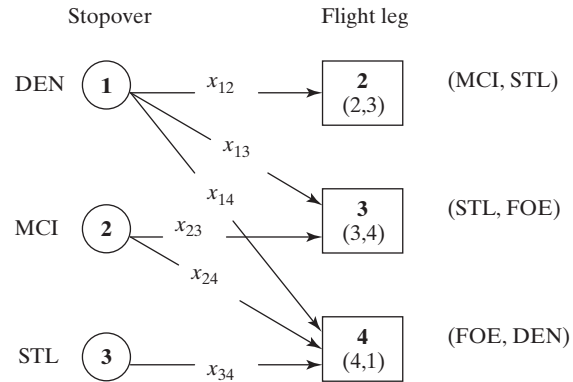 Stopover Flight leg
DEN 1 x12 2 (MCI, STL)
(2,3)
x13
x14
3 (STL, FOE)
MCI 2 x23 (3,4)
x24
4 (FOE, DEN)
STL 3 x34 (4,1)